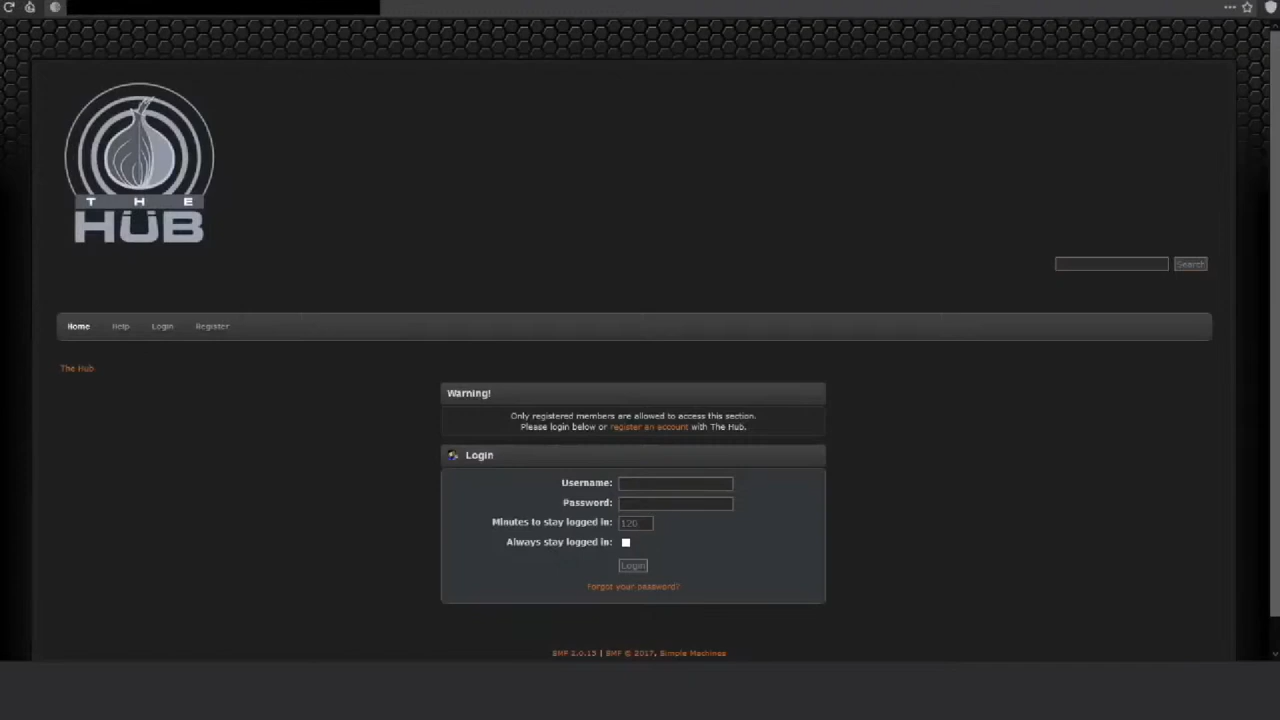 THE
HÜB
Search
Home Help Login Register
The Hub
Warning!
Only registered members are allowed to access this section.
Please login below or register an account with The Hub.
Login
Username:
Password:
Minutes to stay logged in: 120
Always stay logged in:
Login
Forgot your password?
SMF 2.0.15 | SMF © 2017, Simple Machines